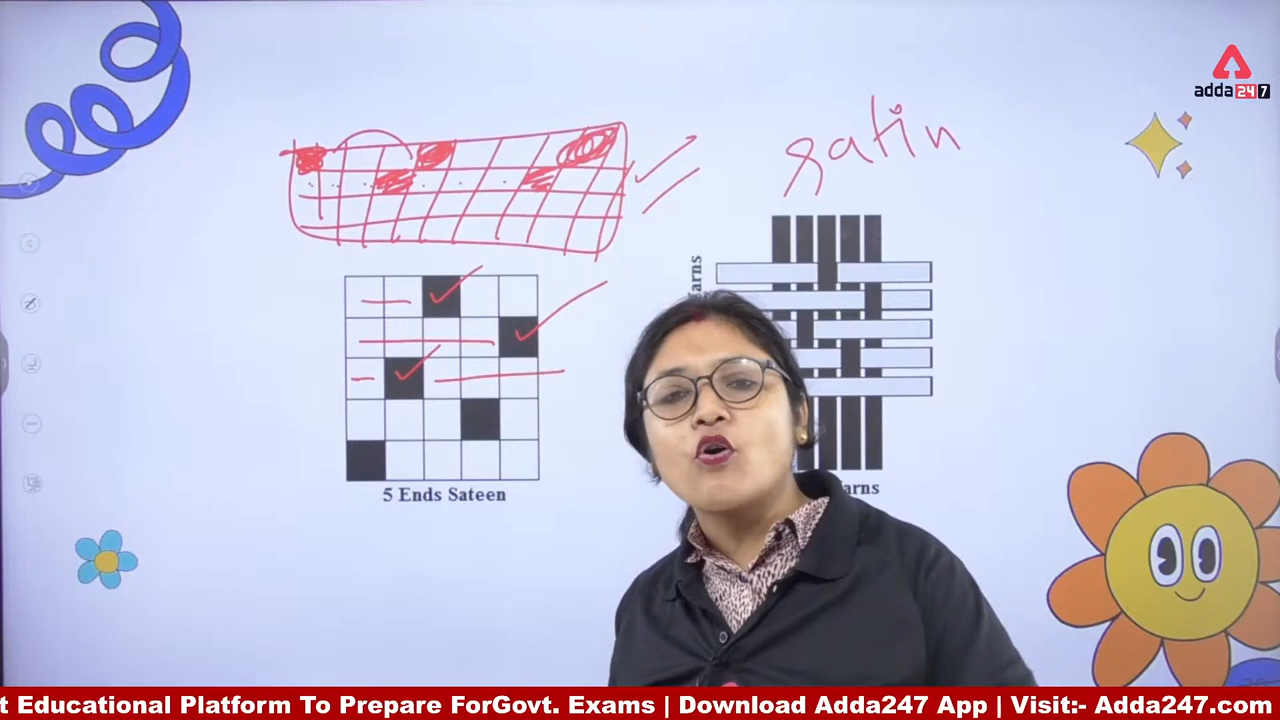 adda247
satin
arns
5 Ends Sateen
arns
t Educational Platform To Prepare ForGovt. Exams | Download Adda247 App | Visit:- Adda247.com